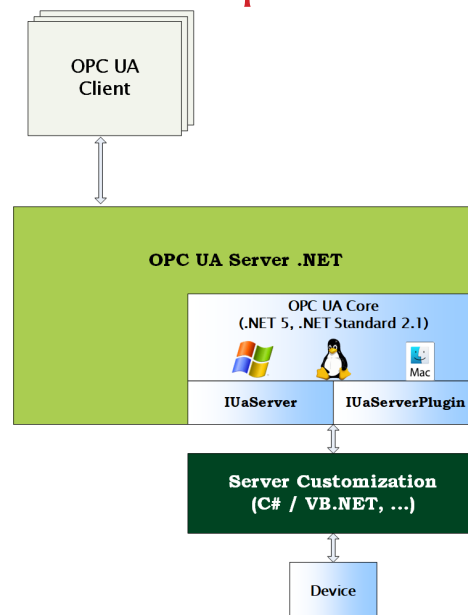 OPC UA
Client
OPC UA Server .NET
OPC UA Core
(.NET 5, .NET Standard 2.1)
Mac
IUaServer
IUaServerPlugin
Server Customization
(C# / VB.NET, ...)
Device